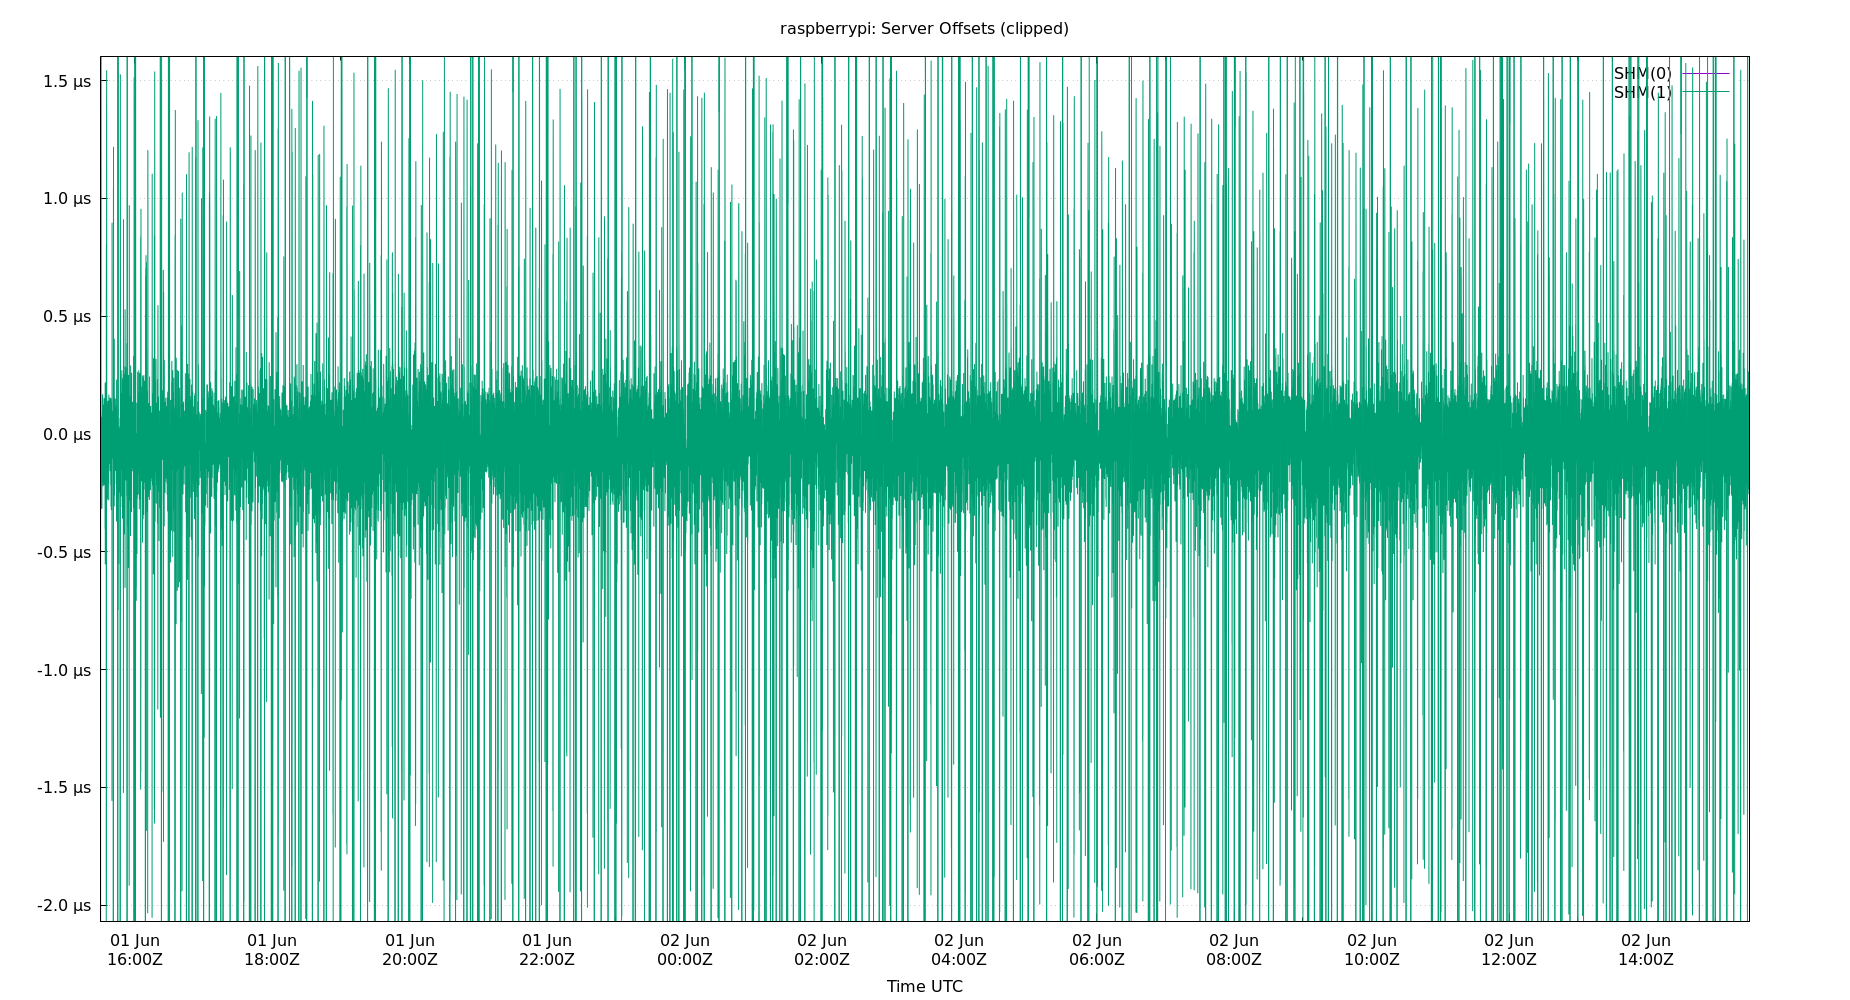 raspberrypi: Server Offsets (clipped)
SHM(0)
SHM(1)
1.5 µs
1.0 µs
0.5 µs
0.0 µs
-0.5 µs
-1.0 µs
-1.5 µs
-2.0 µs
01 Jun 01 Jun 01 Jun 01 Jun 02 Jun 02 Jun 02 Jun 02 Jun 02 Jun 02 Jun 02 Jun 02 Jun
16:00Z 18:00Z 20:00Z 22:00Z 00:00Z 02:00Z 04:00Z 06:00Z 08:00Z 10:00Z 12:00Z 14:00Z
Time UTC